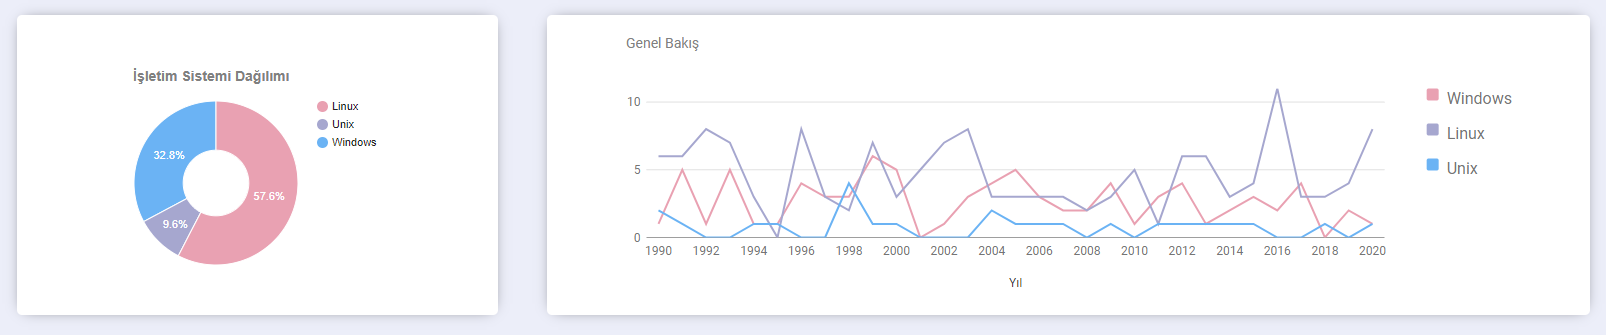 İşletim Sistemi Dağılımı
Linux
Unix
Windows
32.8%
57.6%
9.6%
Genel Bakış
10
5
0
1990 1992 1994 1996 1998 2000 2002 2004 2006 2008 2010 2012 2014 2016 2018 2020
Yıl
Windows
Linux
Unix